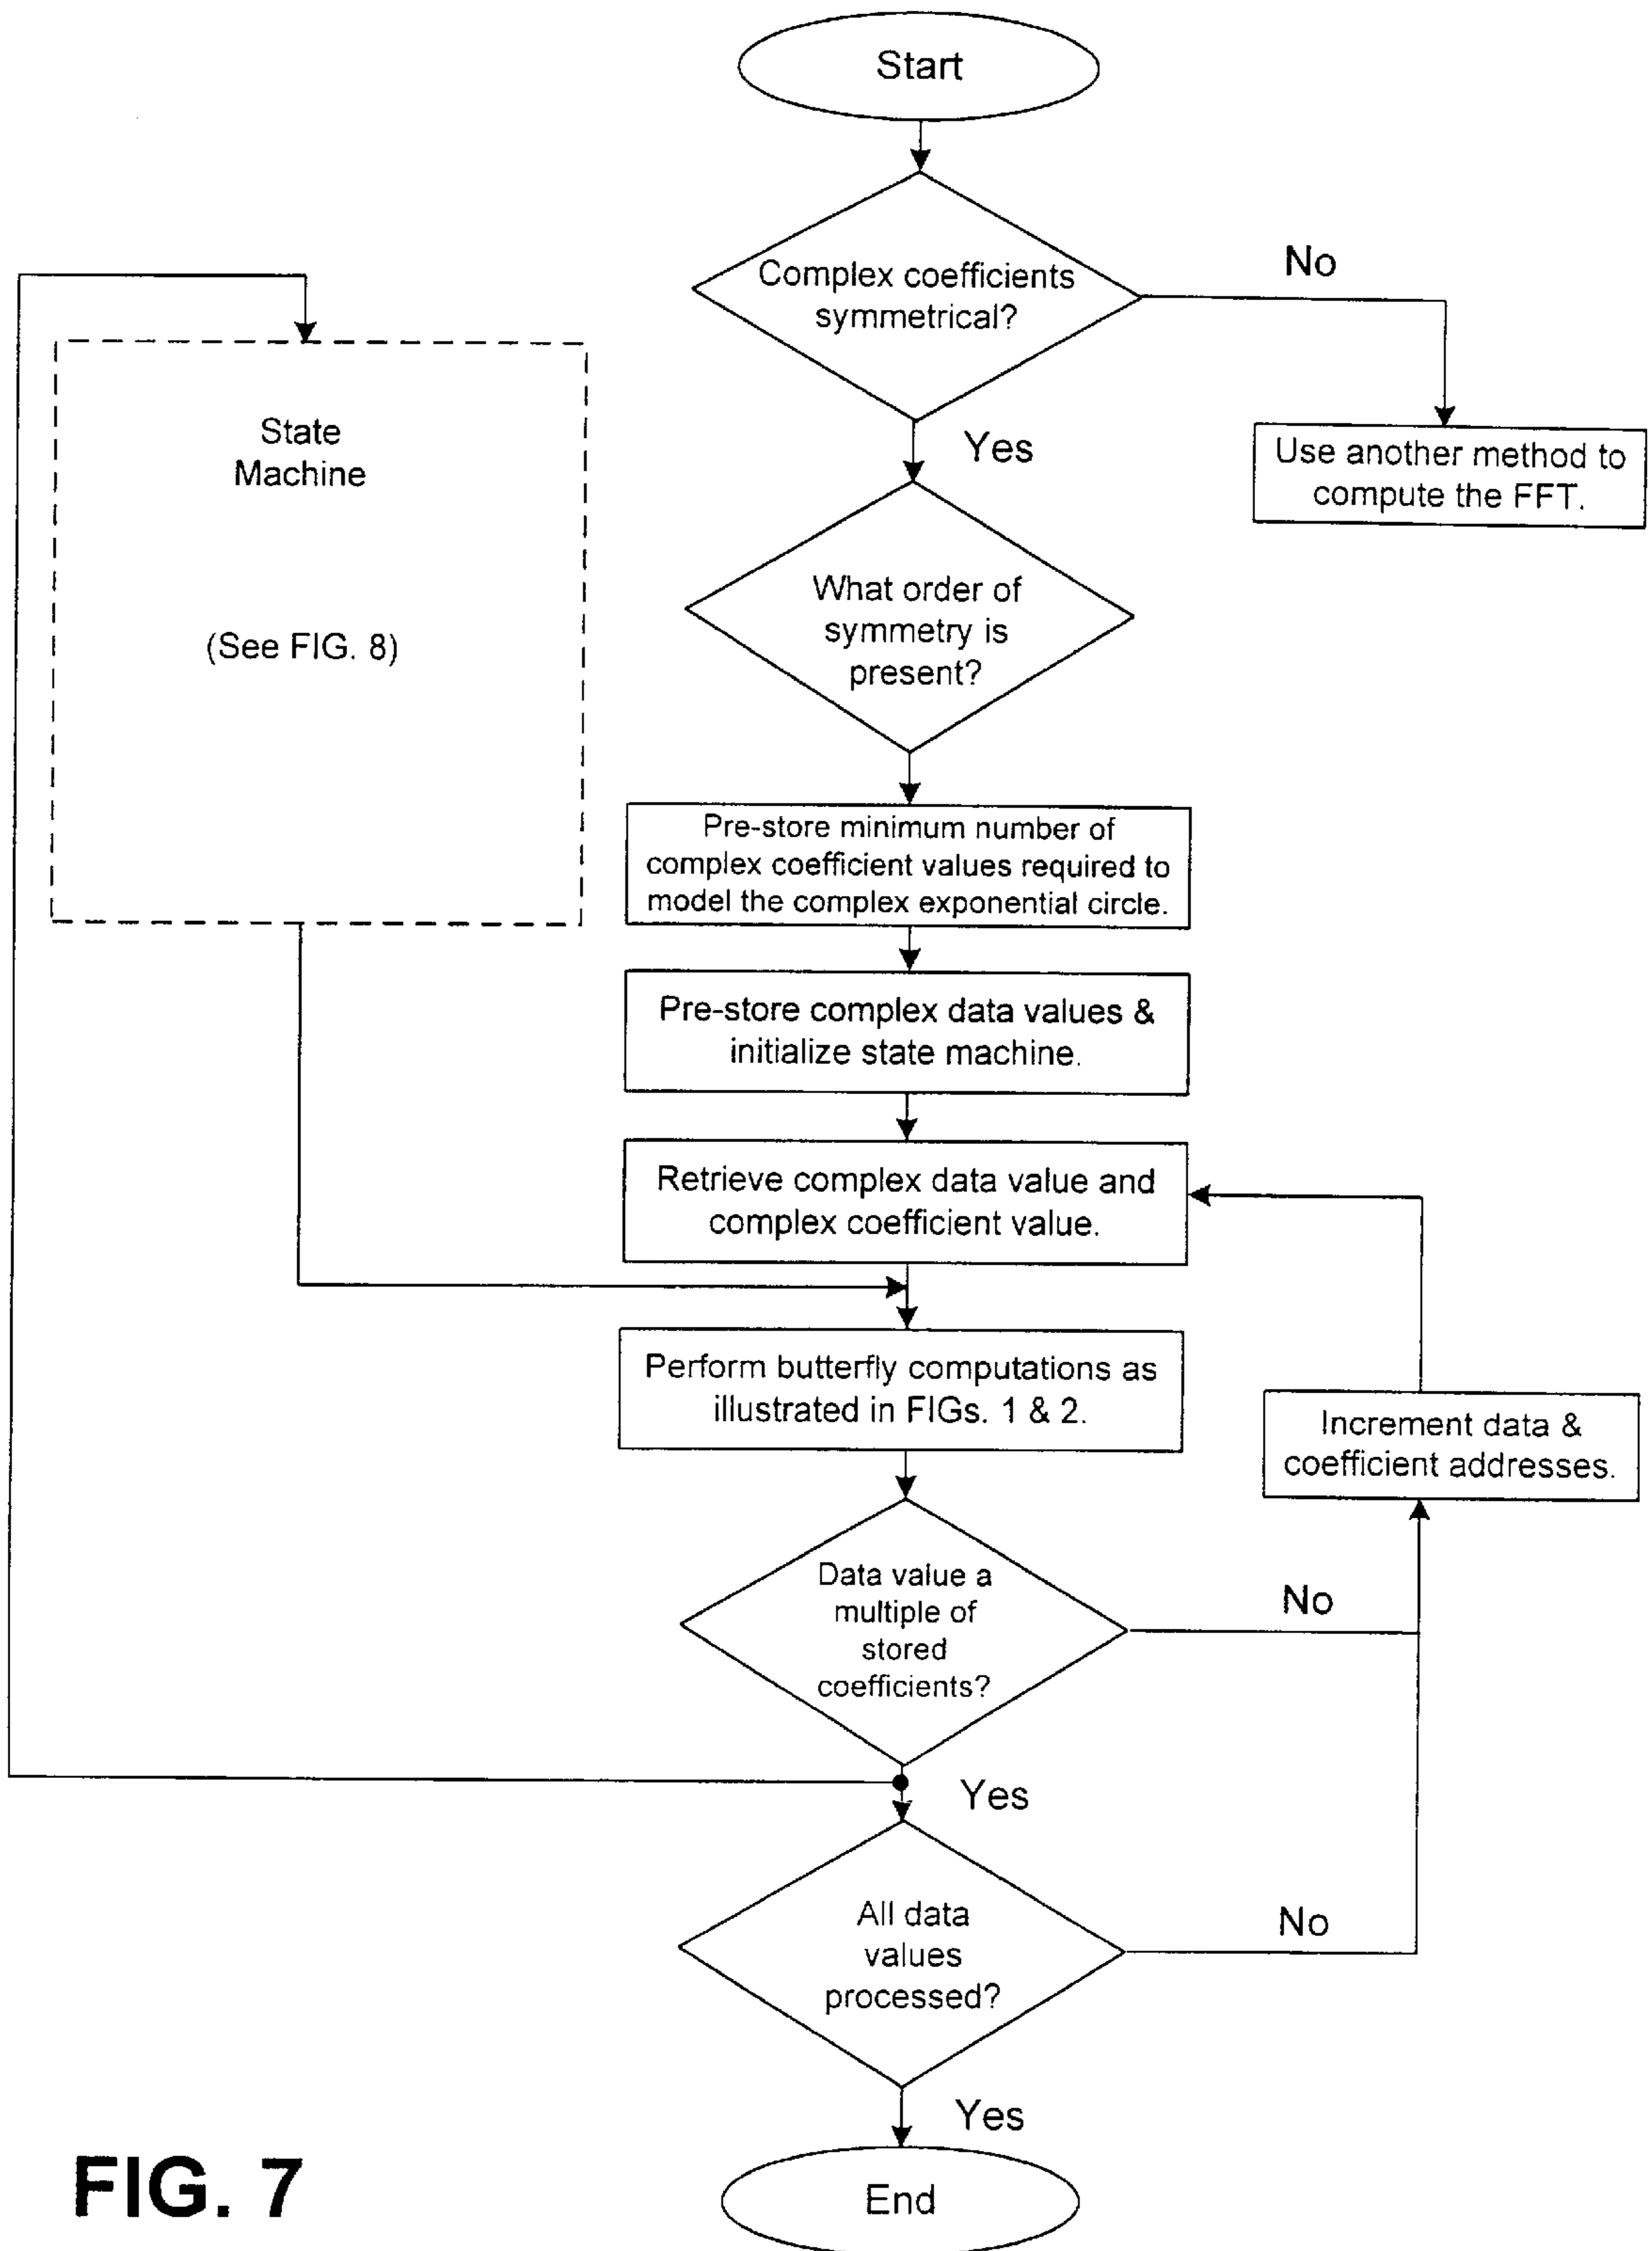 Start
Complex coefficients
symmetrical?
No
Yes
Use another method to
compute the FFT.
State
Machine
(See FIG. 8)
What order of
symmetry is
present?
Pre-store minimum number of
complex coefficient values required to
model the complex exponential circle.
Pre-store complex data values &
initialize state machine.
Retrieve complex data value and
complex coefficient value.
Perform butterfly computations as
illustrated in FIGs. 1 & 2.
Increment data &
coefficient addresses.
Data value a
multiple of
stored
coefficients?
No
Yes
All data
values
processed?
No
Yes
End
FIG. 7